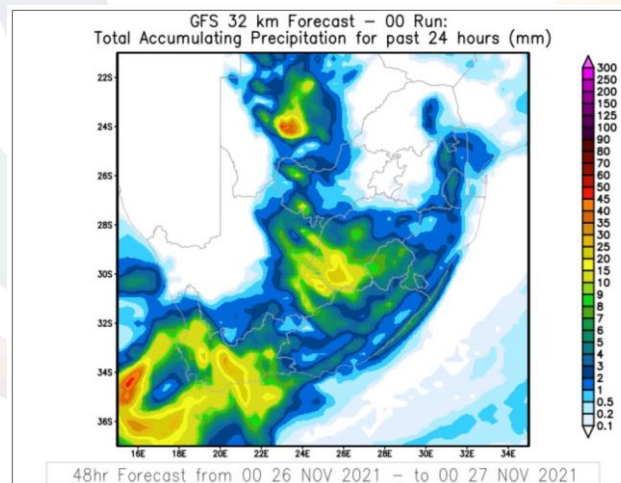 GFS 32 km Forecast – 00 Run:
Total Accumulating Precipitation for past 24 hours (mm)
22S
24S
26S
28S
30S
32S
34S
36S
16E 18E 20E 22E 24E 26E 28E 30E 32E 34E
300
250
200
150
125
100
90
80
70
60
50
45
40
35
30
25
20
15
10
9
8
7
6
5
4
3
2
1
0.5
0.2
0.1
48hr Forecast from 00 26 NOV 2021 – to 00 27 NOV 2021